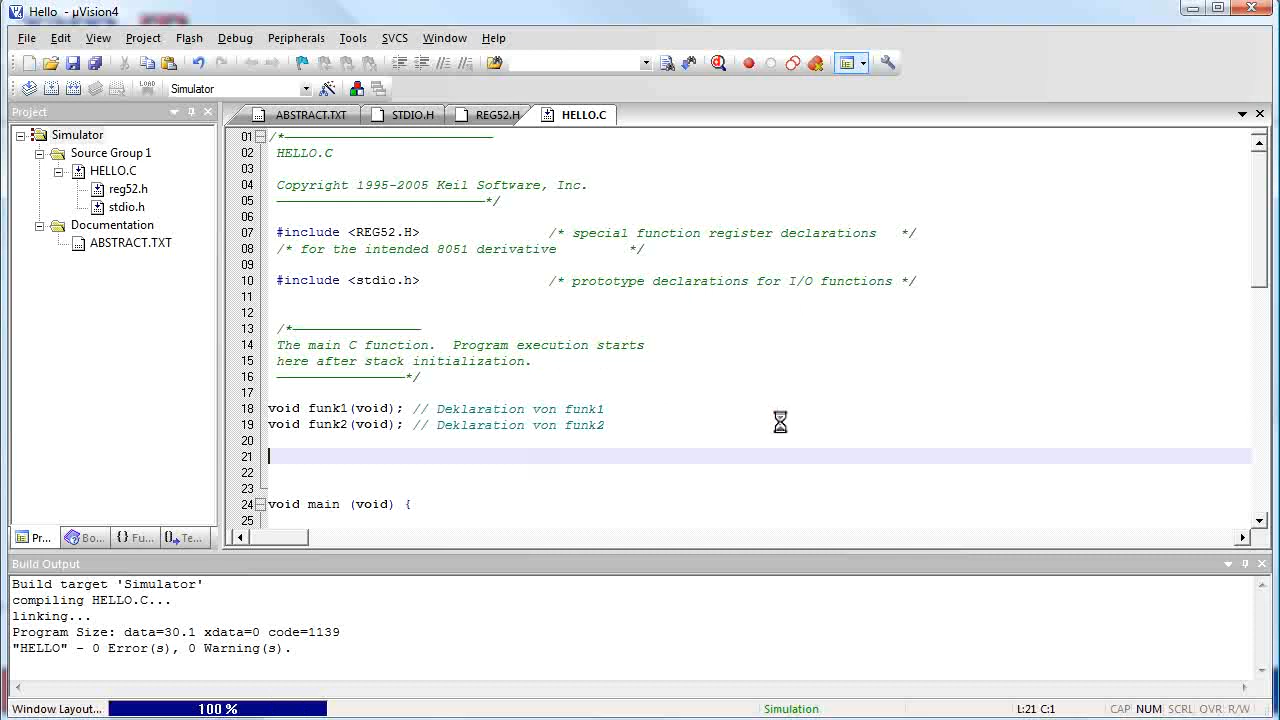 Hello - µVision4
File Edit View Project Flash Debug Peripherals Tools SVCS Window Help
LOAD Simulator
Project
Simulator
Source Group 1
HELLO.C
reg52.h
stdio.h
Documentation
ABSTRACT.TXT
Pr... Bo... {} Fu... Te...
ABSTRACT.TXT STDIO.H REG52.H HELLO.C
01 /*
02 HELLO.C
03
04 Copyright 1995-2005 Keil Software, Inc.
05 */
06
07 #include <REG52.H> /* special function register declarations */
08 /* for the intended 8051 derivative */
09
10 #include <stdio.h> /* prototype declarations for I/O functions */
11
12
13 /*
14 The main C function. Program execution starts
15 here after stack initialization.
16 */
17
18 void funk1(void); // Deklaration von funk1
19 void funk2(void); // Deklaration von funk2
20
21
22
23
24 void main (void) {
25
Build Output
Build target 'Simulator'
compiling HELLO.C...
linking...
Program Size: data=30.1 xdata=0 code=1139
"HELLO" - 0 Error(s), 0 Warning(s).
Window Layout... 100 % Simulation L:21 C:1 CAP NUM SCRL OVR R/W